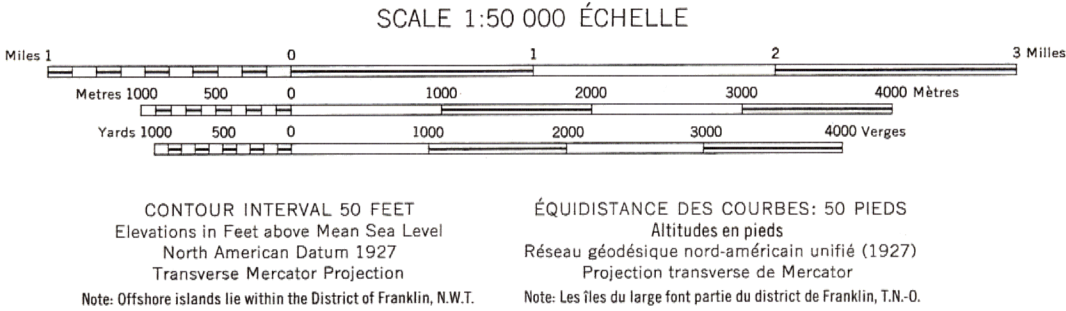 SCALE 1:50 000 ÉCHELLE
Miles 1 0 1 2 3 Milles
Metres 1000 500 0 1000 2000 3000 4000 Mètres
Yards 1000 500 0 1000 2000 3000 4000 Verges
CONTOUR INTERVAL 50 FEET
Elevations in Feet above Mean Sea Level
North American Datum 1927
Transverse Mercator Projection
Note: Offshore islands lie within the District of Franklin, N.W.T.
ÉQUIDISTANCE DES COURBES: 50 PIEDS
Altitudes en pieds
Réseau géodésique nord-américain unifié (1927)
Projection transverse de Mercator
Note: Les îles du large font partie du district de Franklin, T.N.-O.